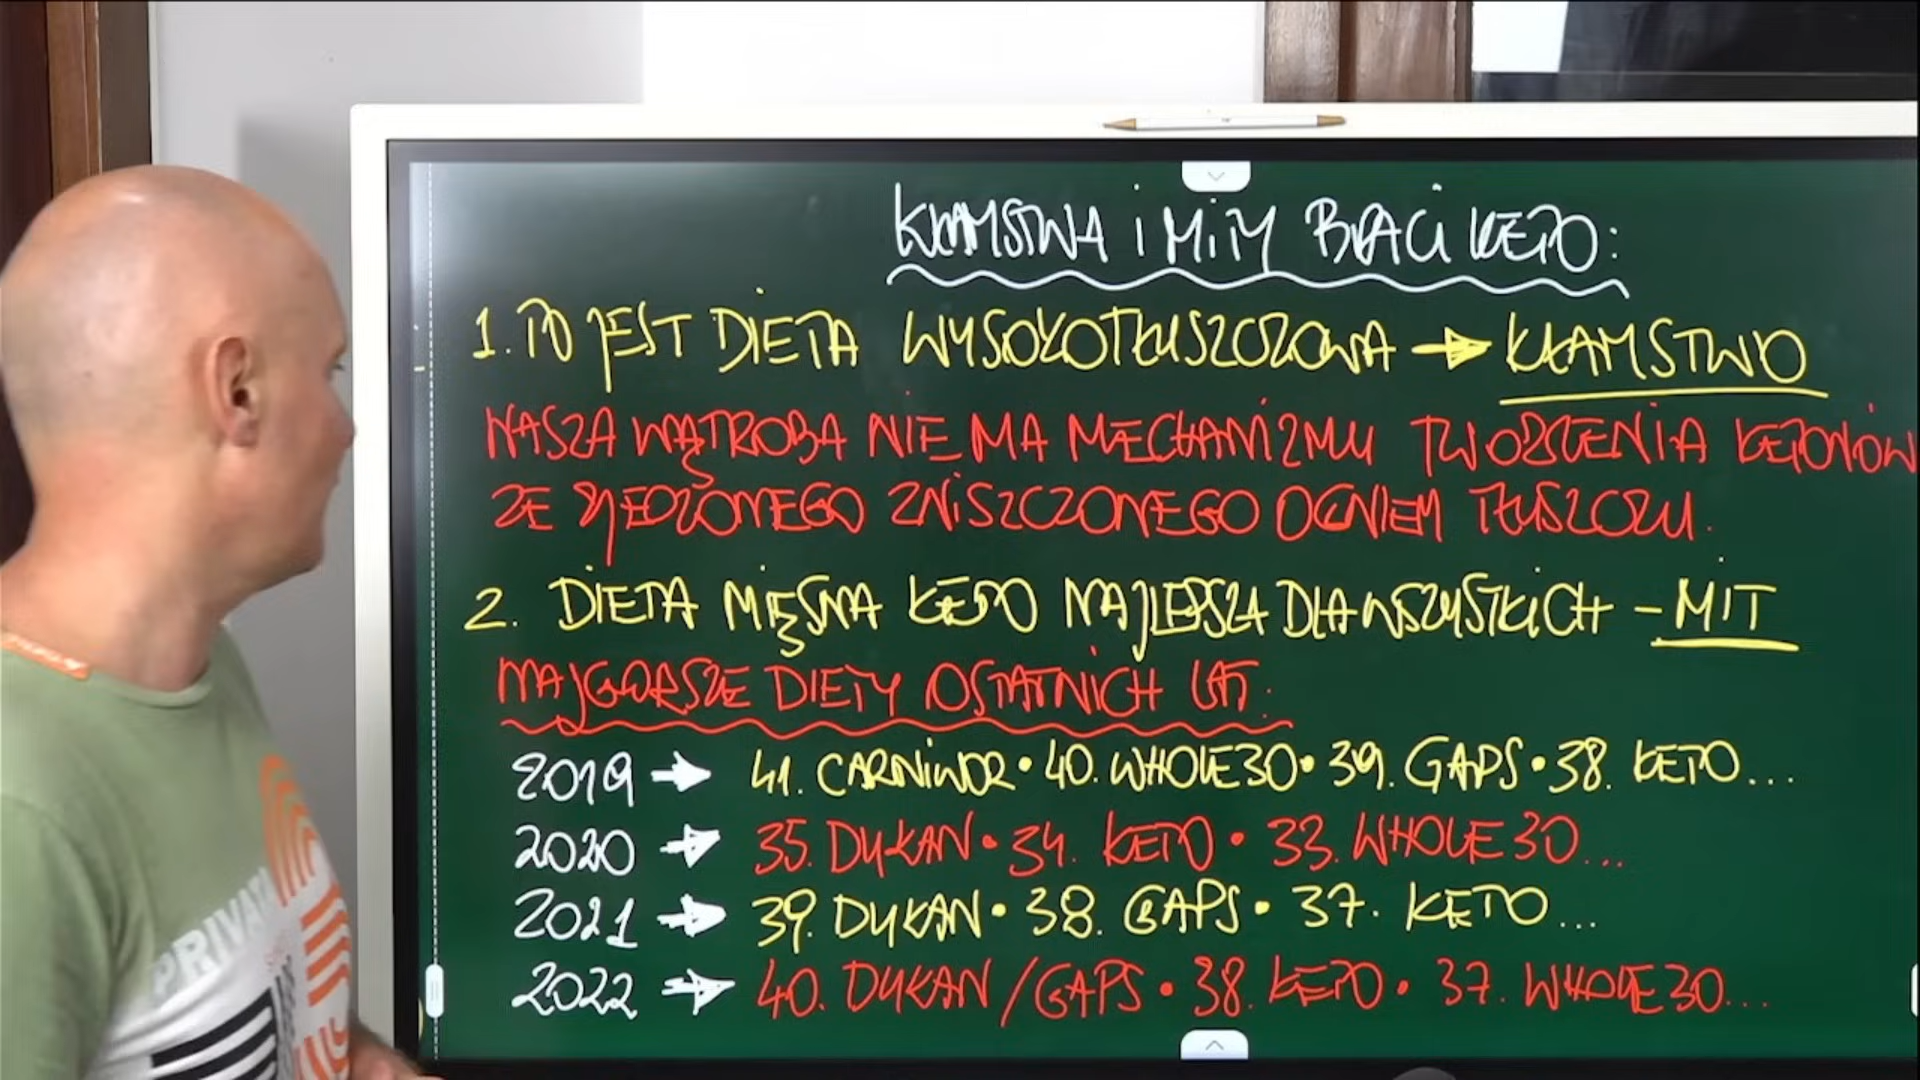 KŁAMSTWA I MITY BRACI KETO:
1. TO JEST DIETA WYSOKOTŁUSZCZOWA → KŁAMSTWO
NASZA WĄTROBA NIE MA MECHANIZMU TWORZENIA KETONÓW
ZE ZJEDZONEGO ZNISZCZONEGO OGNIEM TŁUSZCZU.
2. DIETA MIĘSNA KETO NAJLEPSZA DLA WSZYSTKICH - MIT
NAJGORSZE DIETY OSTATNICH LAT:
2019 → 41. CARNIWOR • 40. WHOLE30 • 39. GAPS • 38. KETO...
2020 → 35. DUKAN • 34. KETO • 33. WHOLE30...
2021 → 39. DUKAN • 38. GAPS • 37. KETO...
2022 → 40. DUKAN/GAPS • 38. KETO • 37. WHOLE30...